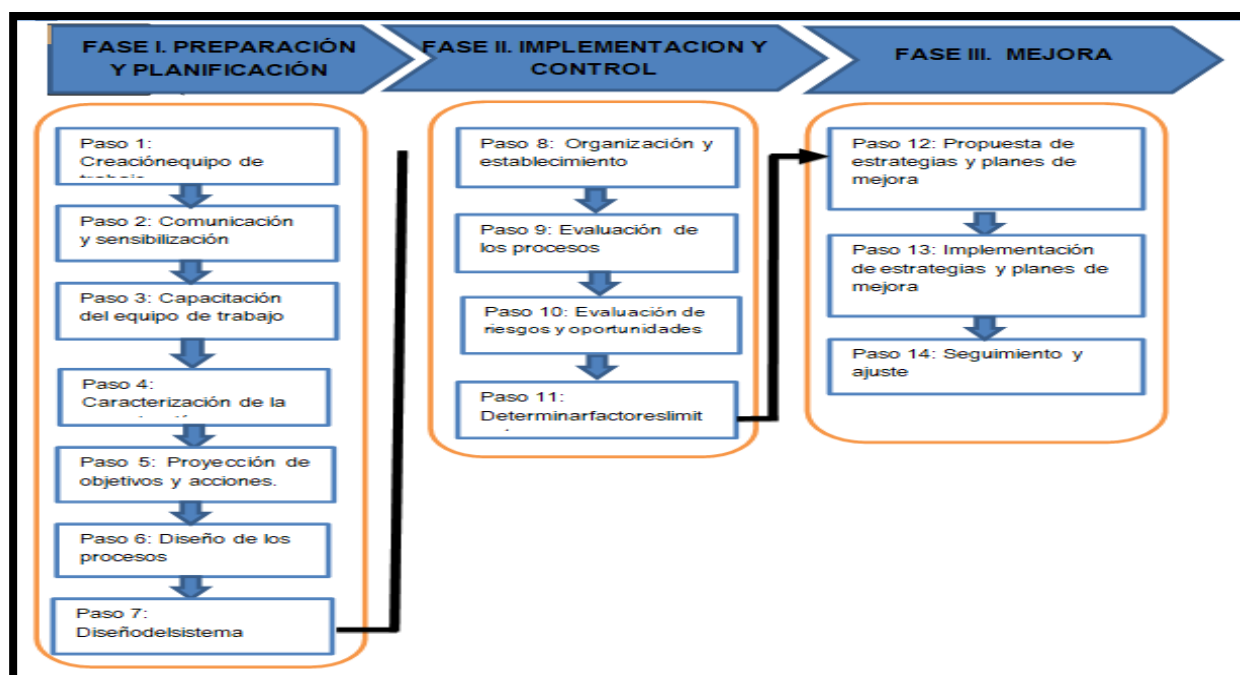 FASE I. PREPARACIÓN
Y PLANIFICACIÓN
FASE II. IMPLEMENTACION Y
CONTROL
FASE III. MEJORA
Paso 1:
Creaciónequipo de
Paso 2: Comunicación
y sensibilización
Paso 3: Capacitación
del equipo de trabajo
Paso 4:
Caracterización de la
Paso 5: Proyección de
objetivos y acciones.
Paso 6: Diseño de los
procesos
Paso 7:
Diseñodelsistema
Paso 8: Organización y
establecimiento
Paso 9: Evaluación de
los procesos
Paso 10: Evaluación de
riesgos y oportunidades
Paso 11:
Determinarfactoreslimit
Paso 12: Propuesta de
estrategias y planes de
mejora
Paso 13: Implementación
de estrategias y planes de
mejora
Paso 14: Seguimiento y
ajuste